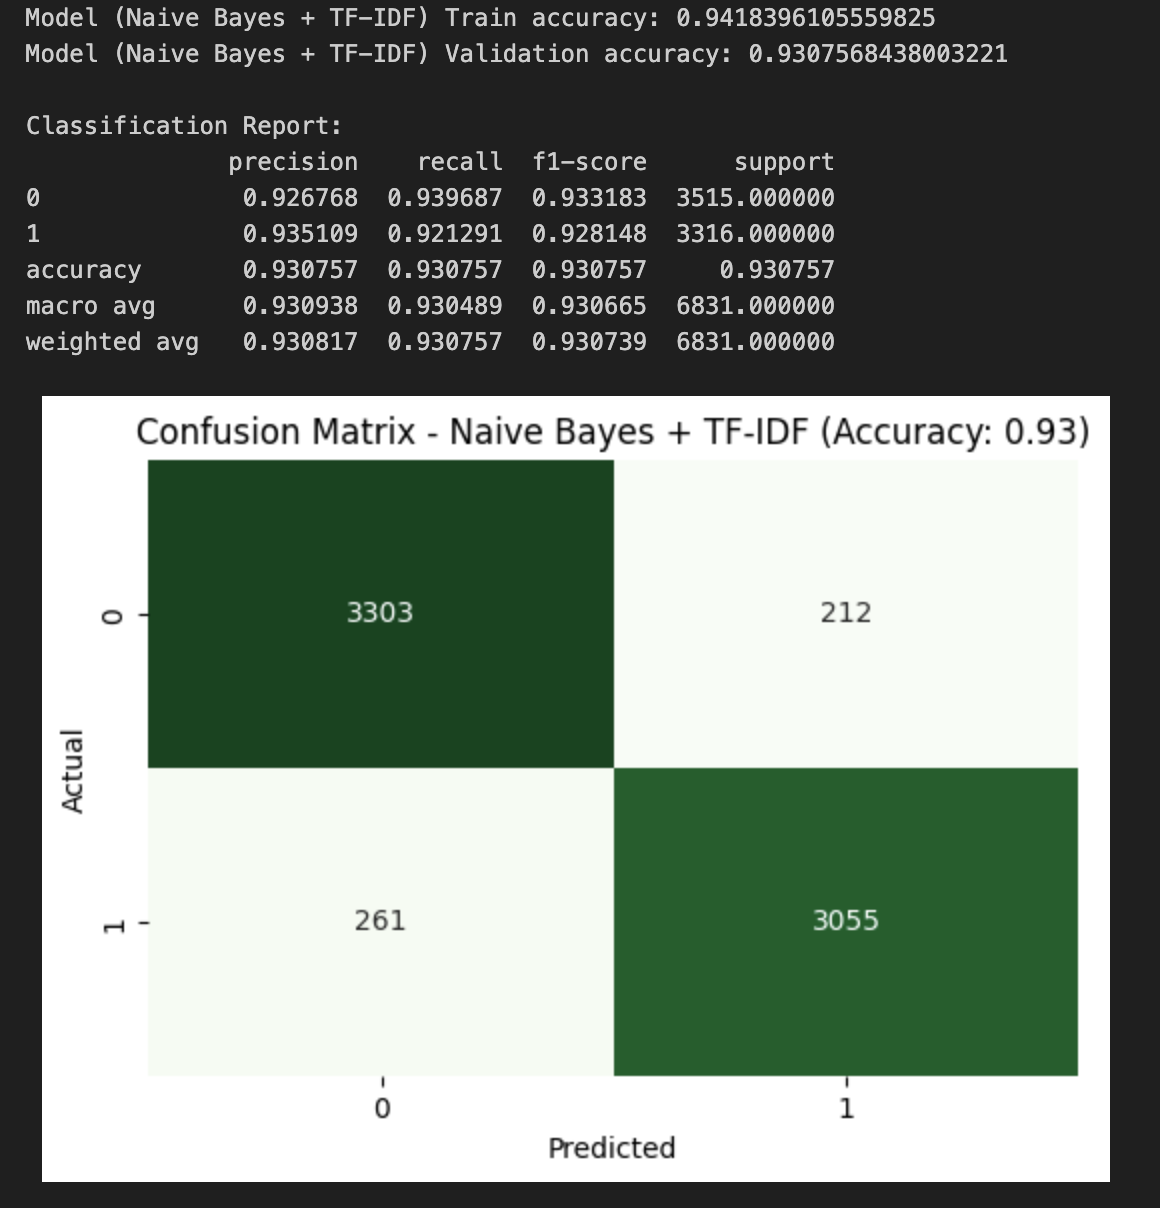 Model (Naive Bayes + TF-IDF) Train accuracy: 0.9418396105559825
Model (Naive Bayes + TF-IDF) Validation accuracy: 0.9307568438003221
Classification Report:
precision recall f1-score support
0 0.926768 0.939687 0.933183 3515.000000
1 0.935109 0.921291 0.928148 3316.000000
accuracy 0.930757 0.930757 0.930757 0.930757
macro avg 0.930938 0.930489 0.930665 6831.000000
weighted avg 0.930817 0.930757 0.930739 6831.000000
Confusion Matrix - Naive Bayes + TF-IDF (Accuracy: 0.93)
0 3303 212
Actual
1 261 3055
0 1
Predicted